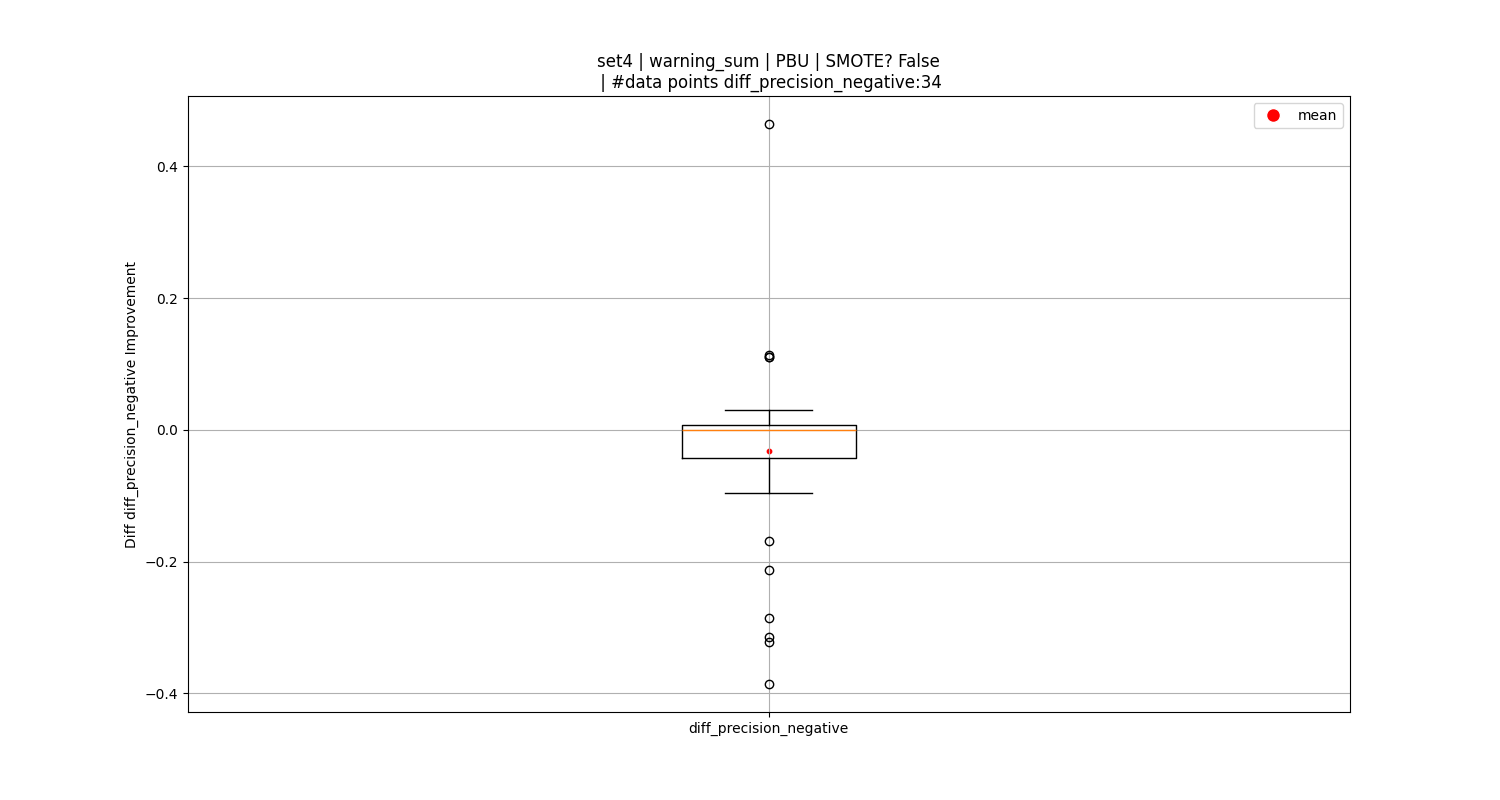 set4 | warning_sum | PBU | SMOTE? False
| #data points diff_precision_negative:34
mean
Diff diff_precision_negative Improvement
0.4
0.2
0.0
−0.2
−0.4
diff_precision_negative